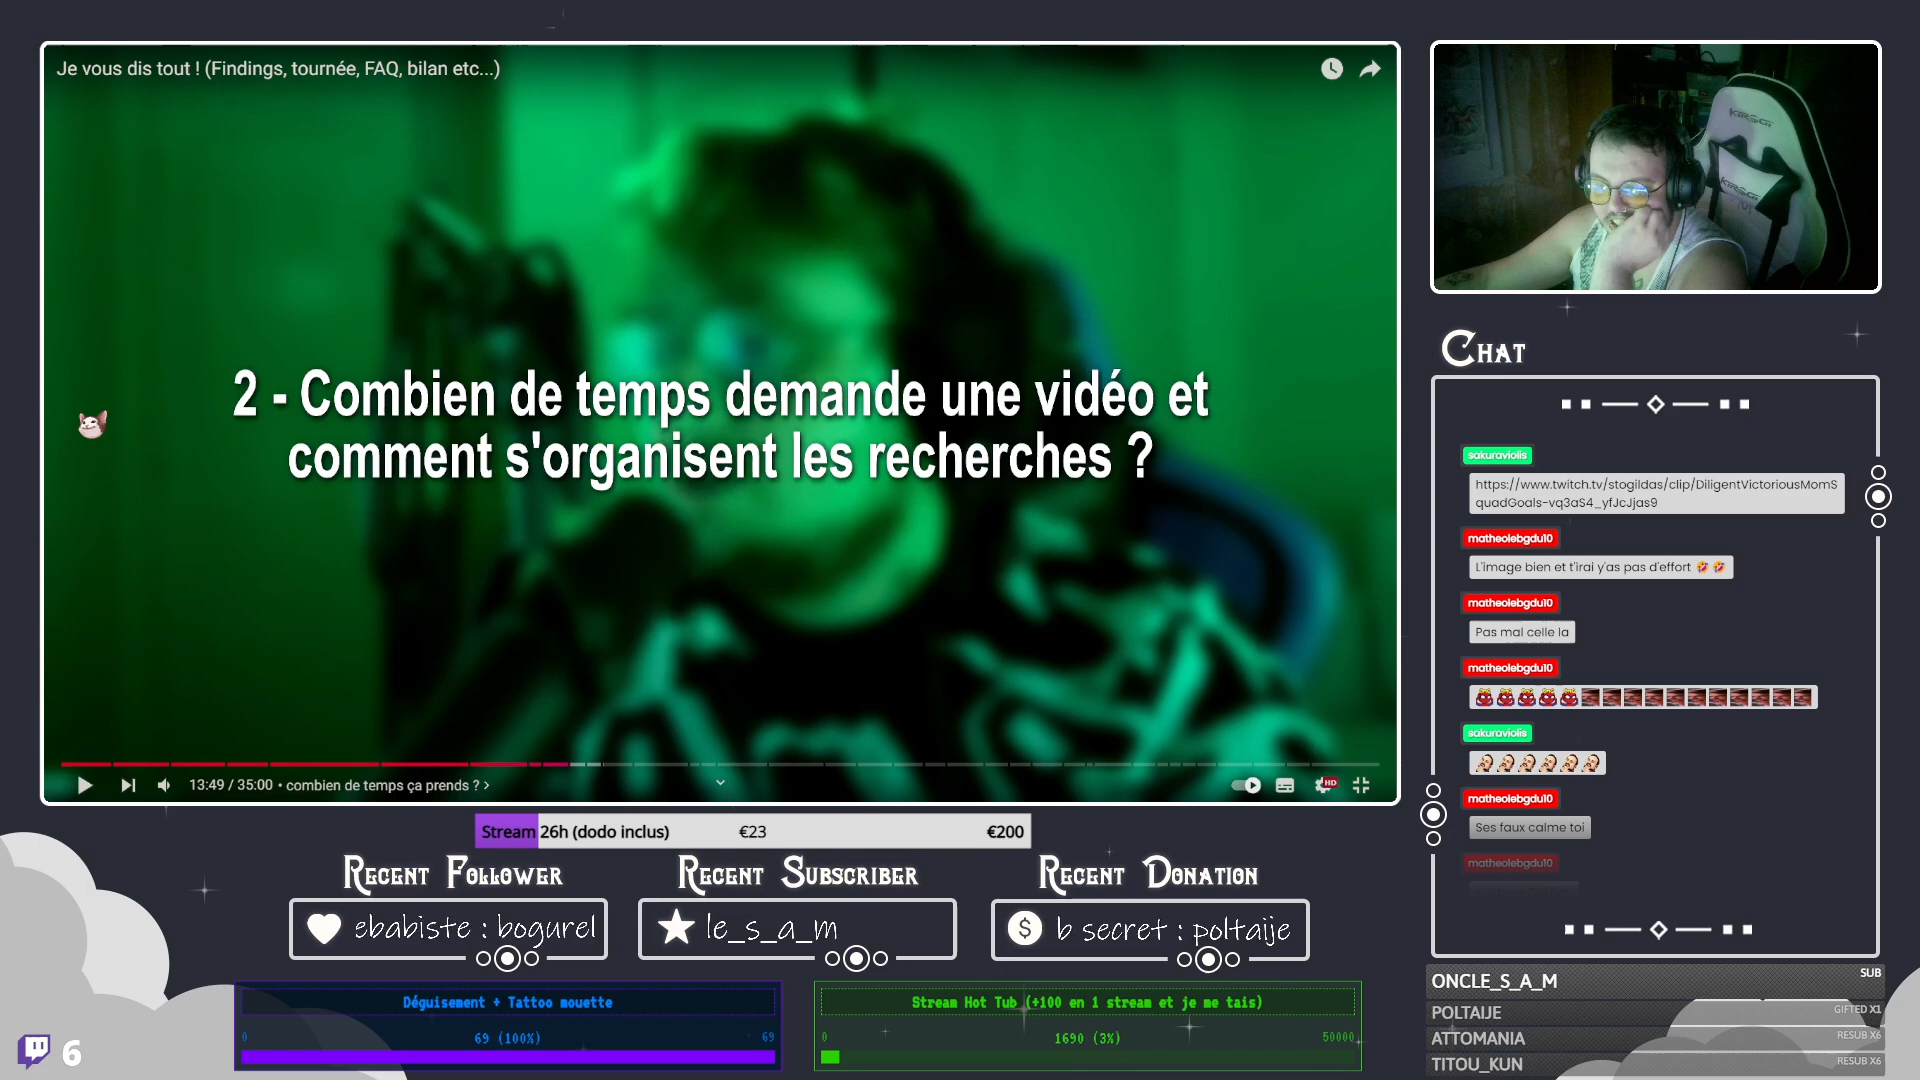 Je vous dis tout ! (Findings, tournée, FAQ, bilan etc...)
2 - Combien de temps demande une vidéo et
comment s'organisent les recherches ?
13:49 / 35:00 • combien de temps ça prends ? >
HD
Stream 26h (dodo inclus) €23 €200
Recent Follower
ebabiste : bogurel
Recent Subscriber
le_s_a_m
Recent Donation
b secret : poltaije
Déguisement + Tattoo mouette
0 69 (100%) 69
Stream Hot Tub (+100 en 1 stream et je me tais)
0 1690 (3%) 50000
6
KIRSGI
KIRSGI
Chat
sakuraviolis
https://www.twitch.tv/stogildas/clip/DiligentVictoriousMomS
quadGoals-vq3aS4_yfJcJjas9
matheolebgdu10
L'image bien et t'irai y'as pas d'effort 🤣 🤣
matheolebgdu10
Pas mal celle la
matheolebgdu10
sakuraviolis
matheolebgdu10
Ses faux calme toi
matheolebgdu10
ONCLE_S_A_M SUB
POLTAIJE GIFTED X1
ATTOMANIA RESUB X6
TITOU_KUN RESUB X6